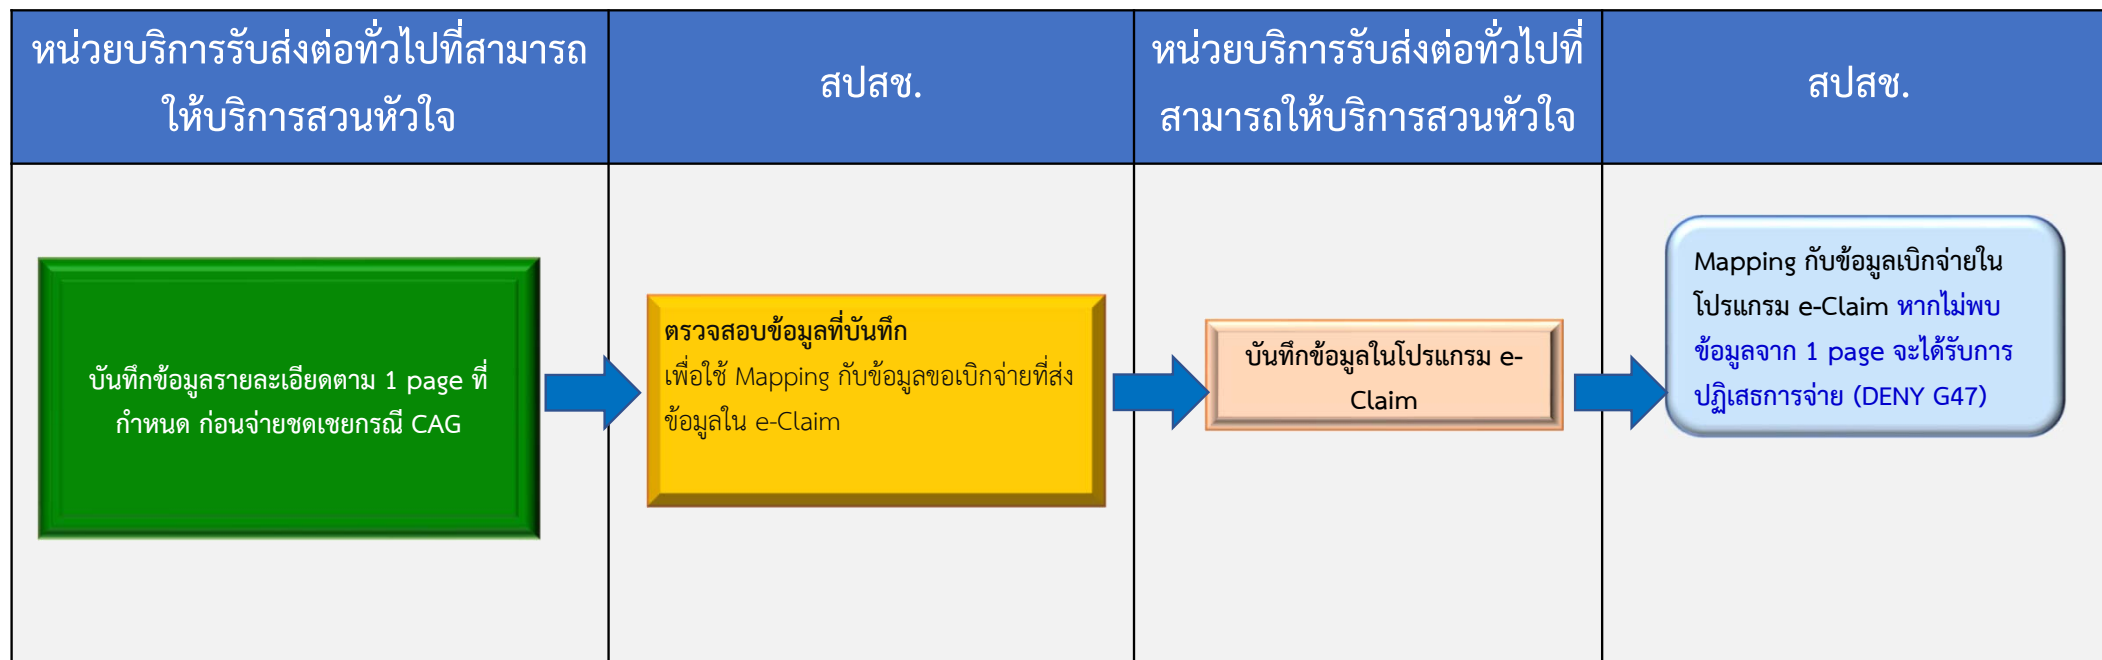 หน่วยบริการรับส่งต่อทั่วไปที่สามารถ
ให้บริการสวนหัวใจ
สปสช.
หน่วยบริการรับส่งต่อทั่วไปที่
สามารถให้บริการสวนหัวใจ
สปสช.
บันทึกข้อมูลรายละเอียดตาม 1 page ที่
กำหนด ก่อนจ่ายชดเชยกรณี CAG
ตรวจสอบข้อมูลที่บันทึก
เพื่อใช้ Mapping กับข้อมูลขอเบิกจ่ายที่ส่ง
ข้อมูลใน e-Claim
บันทึกข้อมูลในโปรแกรม e-
Claim
Mapping กับข้อมูลเบิกจ่ายใน
โปรแกรม e-Claim หากไม่พบ
ข้อมูลจาก 1 page จะได้รับการ
ปฏิเสธการจ่าย (DENY G47)